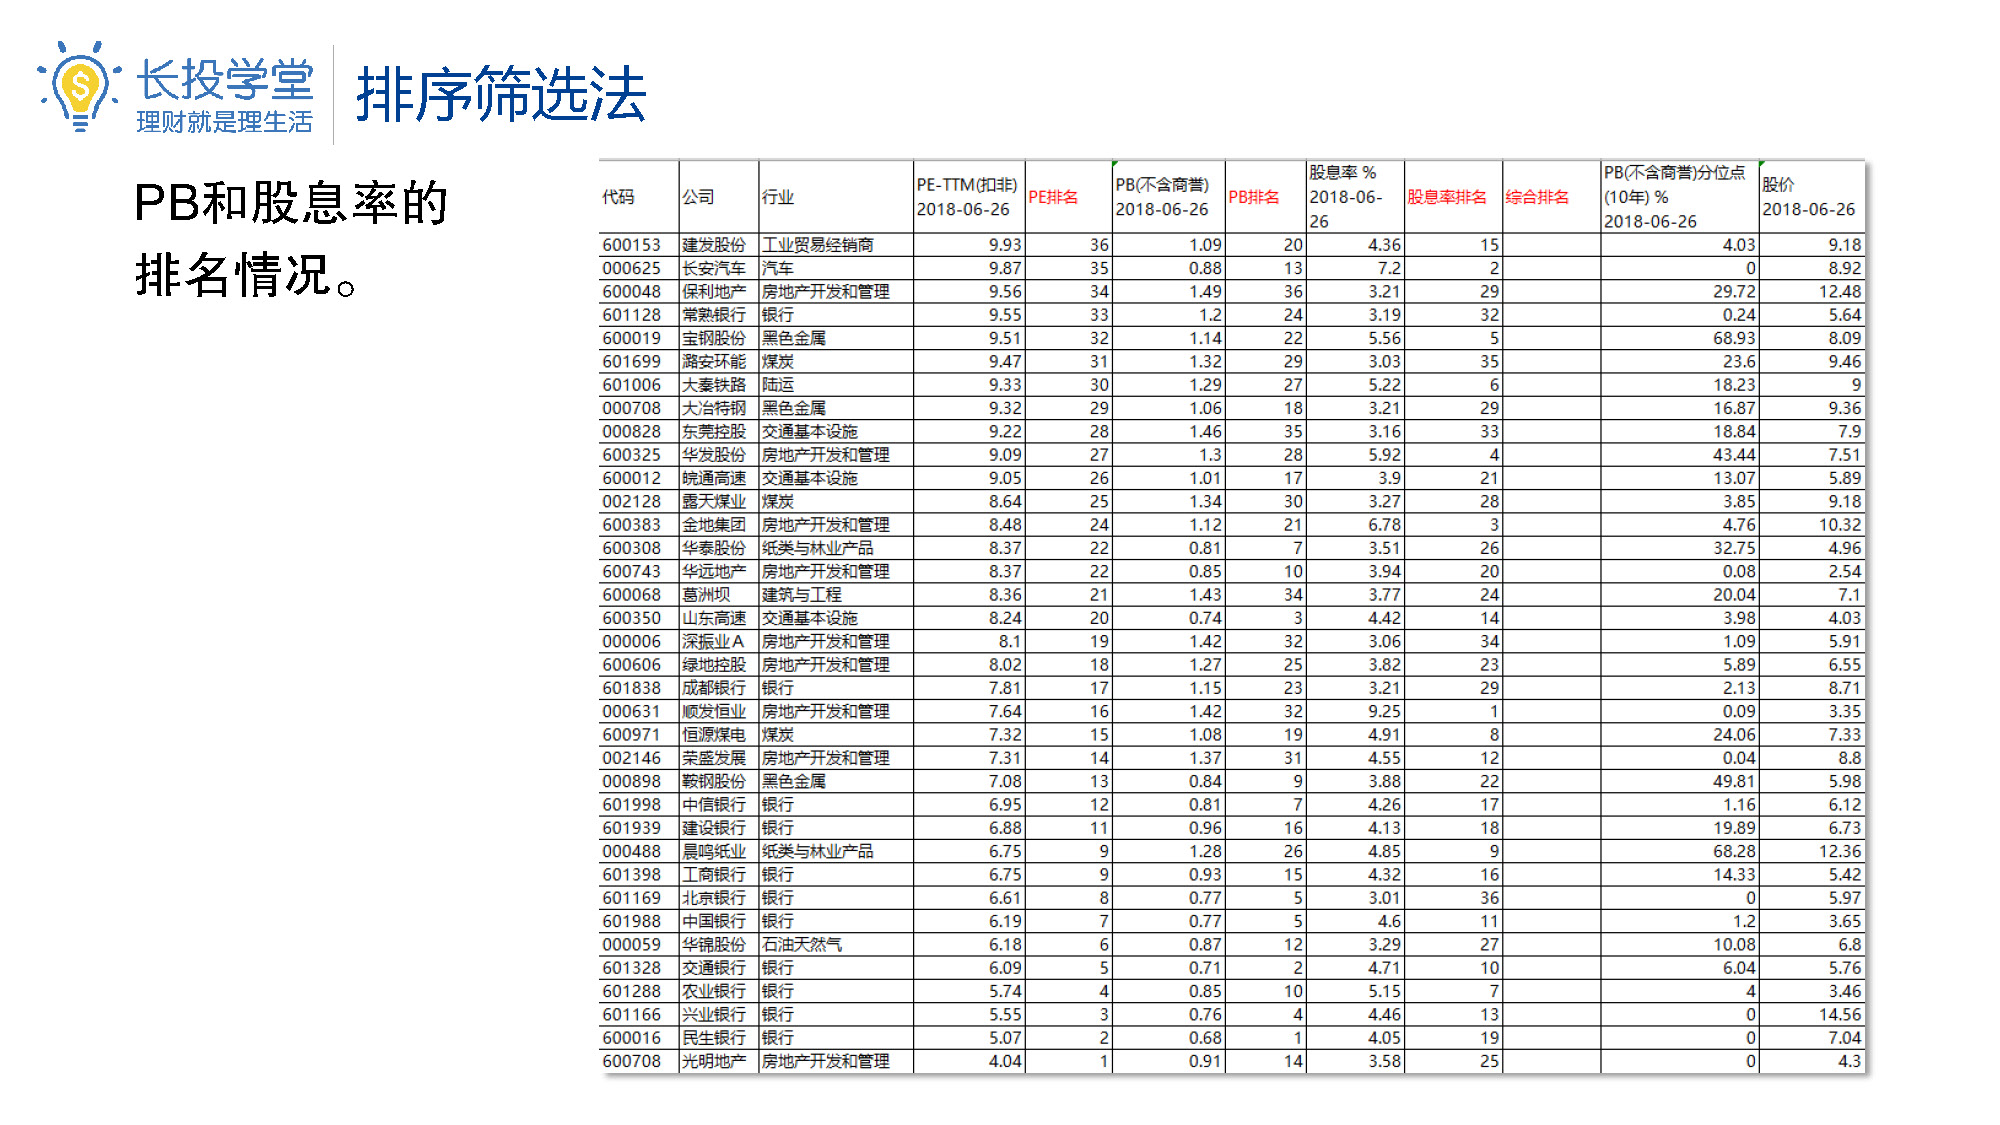 长投学堂
理财就是理生活
排序筛选法
PB和股息率的
排名情况。
代码 公司 行业 PE-TTM(扣非) 2018-06-26 PE排名 PB(不含商誉) 2018-06-26 PB排名 股息率 % 2018-06-26 股息率排名 综合排名 PB(不含商誉)分位点(10年) % 2018-06-26 股价 2018-06-26
600153 建发股份 工业贸易经销商 9.93 36 1.09 20 4.36 15 4.03 9.18
000625 长安汽车 汽车 9.87 35 0.88 13 7.2 2 0 8.92
600048 保利地产 房地产开发和管理 9.56 34 1.49 36 3.21 29 29.72 12.48
601128 常熟银行 银行 9.55 33 1.2 24 3.19 32 0.24 5.64
600019 宝钢股份 黑色金属 9.51 32 1.14 22 5.56 5 68.93 8.09
601699 潞安环能 煤炭 9.47 31 1.32 29 3.03 35 23.6 9.46
601006 大秦铁路 陆运 9.33 30 1.29 27 5.22 6 18.23 9
000708 大冶特钢 黑色金属 9.32 29 1.06 18 3.21 29 16.87 9.36
000828 东莞控股 交通基本设施 9.22 28 1.46 35 3.16 33 18.84 7.9
600325 华发股份 房地产开发和管理 9.09 27 1.3 28 5.92 4 43.44 7.51
600012 皖通高速 交通基本设施 9.05 26 1.01 17 3.9 21 13.07 5.89
002128 露天煤业 煤炭 8.64 25 1.34 30 3.27 28 3.85 9.18
600383 金地集团 房地产开发和管理 8.48 24 1.12 21 6.78 3 4.76 10.32
600308 华泰股份 纸类与林业产品 8.37 22 0.81 7 3.51 26 32.75 4.96
600743 华远地产 房地产开发和管理 8.37 22 0.85 10 3.94 20 0.08 2.54
600068 葛洲坝 建筑与工程 8.36 21 1.43 34 3.77 24 20.04 7.1
600350 山东高速 交通基本设施 8.24 20 0.74 3 4.42 14 3.98 4.03
000006 深振业A 房地产开发和管理 8.1 19 1.42 32 3.06 34 1.09 5.91
600606 绿地控股 房地产开发和管理 8.02 18 1.27 25 3.82 23 5.89 6.55
601838 成都银行 银行 7.81 17 1.15 23 3.21 29 2.13 8.71
000631 顺发恒业 房地产开发和管理 7.64 16 1.42 32 9.25 1 0.09 3.35
600971 恒源煤电 煤炭 7.32 15 1.08 19 4.91 8 24.06 7.33
002146 荣盛发展 房地产开发和管理 7.31 14 1.37 31 4.55 12 0.04 8.8
000898 鞍钢股份 黑色金属 7.08 13 0.84 9 3.88 22 49.81 5.98
601998 中信银行 银行 6.95 12 0.81 7 4.26 17 1.16 6.12
601939 建设银行 银行 6.88 11 0.96 16 4.13 18 19.89 6.73
000488 晨鸣纸业 纸类与林业产品 6.75 9 1.28 26 4.85 9 68.28 12.36
601398 工商银行 银行 6.75 9 0.93 15 4.32 16 14.33 5.42
601169 北京银行 银行 6.61 8 0.77 5 3.01 36 0 5.97
601988 中国银行 银行 6.19 7 0.77 5 4.6 11 1.2 3.65
000059 华锦股份 石油天然气 6.18 6 0.87 12 3.29 27 10.08 6.8
601328 交通银行 银行 6.09 5 0.71 2 4.71 10 6.04 5.76
601288 农业银行 银行 5.74 4 0.85 10 5.15 7 4 3.46
601166 兴业银行 银行 5.55 3 0.76 4 4.46 13 0 14.56
600016 民生银行 银行 5.07 2 0.68 1 4.05 19 0 7.04
600708 光明地产 房地产开发和管理 4.04 1 0.91 14 3.58 25 0 4.3